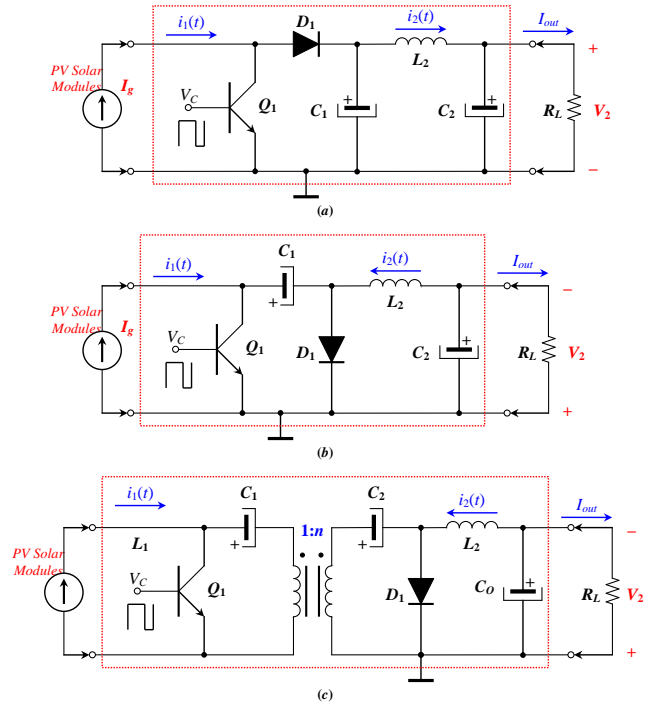 i1(t)
D1
i2(t)
Iout
L2
+
PV Solar
Modules
Ig
VC
Q1
C1
+
C2
+
RL
V2
−
(a)
C1
i1(t)
i2(t)
Iout
+
L2
−
PV Solar
Modules
Ig
VC
Q1
D1
C2
+
RL
V2
+
(b)
i1(t)
C1
C2
i2(t)
Iout
L1
+
1:n
+
L2
−
PV Solar
Modules
VC
Q1
D1
CO
+
RL
V2
+
(c)